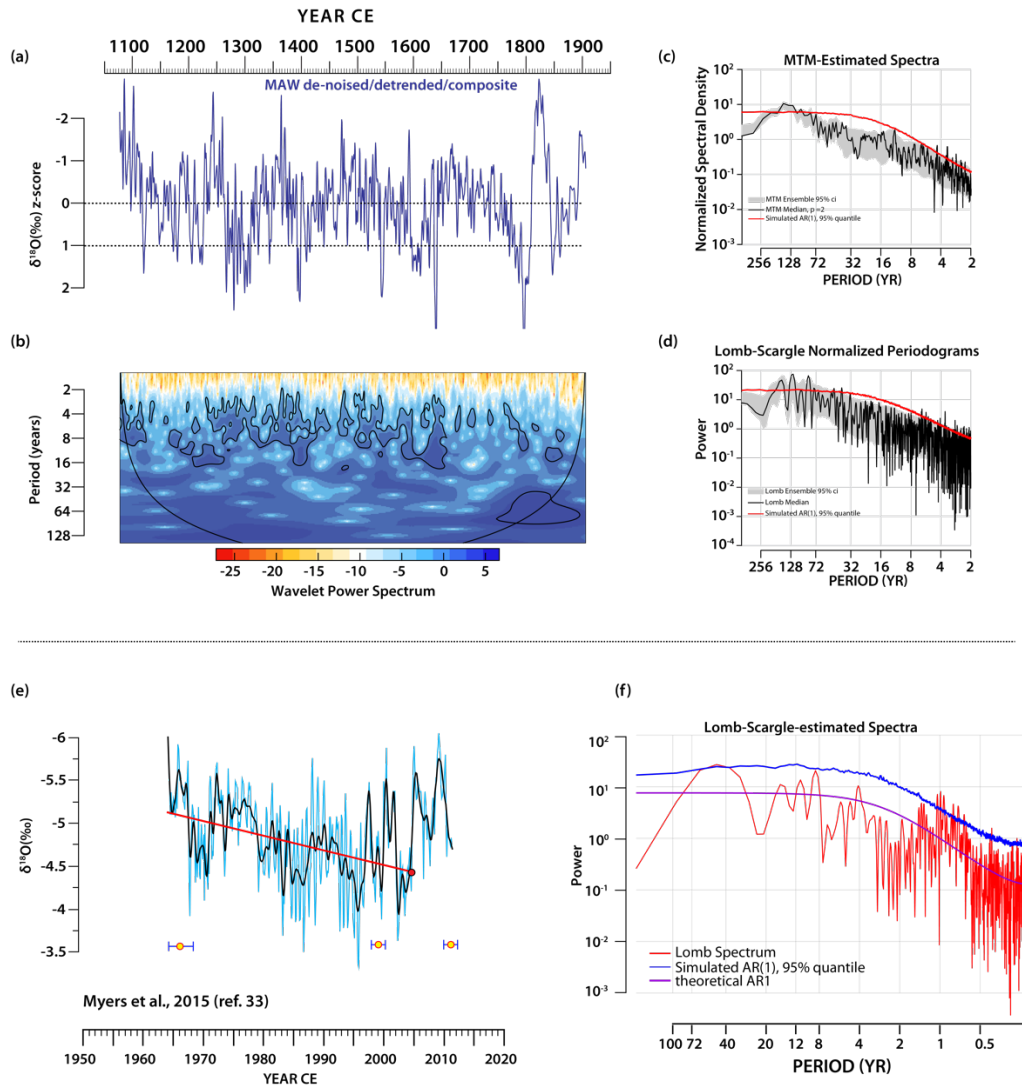 YEAR CE
(a)
1100 1200 1300 1400 1500 1600 1700 1800 1900
MAW de-noised/detrended/composite
-2
-1
0
1
2
δ¹⁸O(‰) z-score
(b)
2
4
8
16
32
64
128
Period (years)
-25 -20 -15 -10 -5 0 5
Wavelet Power Spectrum
(c)
MTM-Estimated Spectra
10²
10¹
10⁰
10⁻¹
10⁻²
10⁻³
Normalized Spectral Density
MTM Ensemble 95% ci
MTM Median, p =2
Simulated AR(1), 95% quantile
256 128 72 32 16 8 4 2
PERIOD (YR)
(d)
Lomb-Scargle Normalized Periodograms
10²
10¹
10⁰
10⁻¹
10⁻²
10⁻³
10⁻⁴
Power
Lomb Ensemble 95% ci
Lomb Median
Simulated AR(1), 95% quantile
256 128 72 32 16 8 4 2
PERIOD (YR)
(e)
-6
-5.5
-5
-4.5
-4
-3.5
δ¹⁸O(‰)
Myers et al., 2015 (ref. 33)
1950 1960 1970 1980 1990 2000 2010 2020
YEAR CE
(f)
Lomb-Scargle-estimated Spectra
10²
10¹
10⁰
10⁻¹
10⁻²
10⁻³
Power
Lomb Spectrum
Simulated AR(1), 95% quantile
theoretical AR1
100 72 40 20 12 8 4 2 1 0.5
PERIOD (YR)